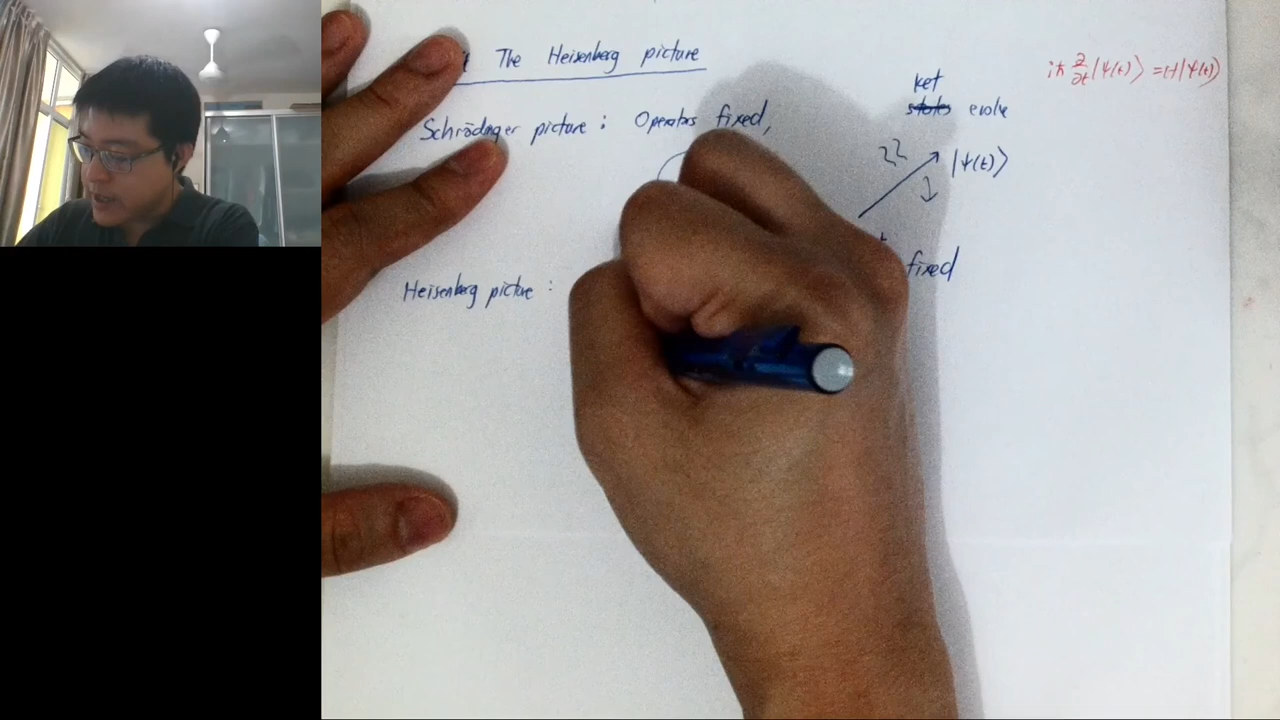 The Heisenberg picture
iħ ∂/∂t |Ψ(t)⟩ = H|Ψ(t)⟩
ket
Schrödinger picture : Operators fixed, ~~states~~ evolve
|Ψ(t)⟩
Heisenberg picture : fixed